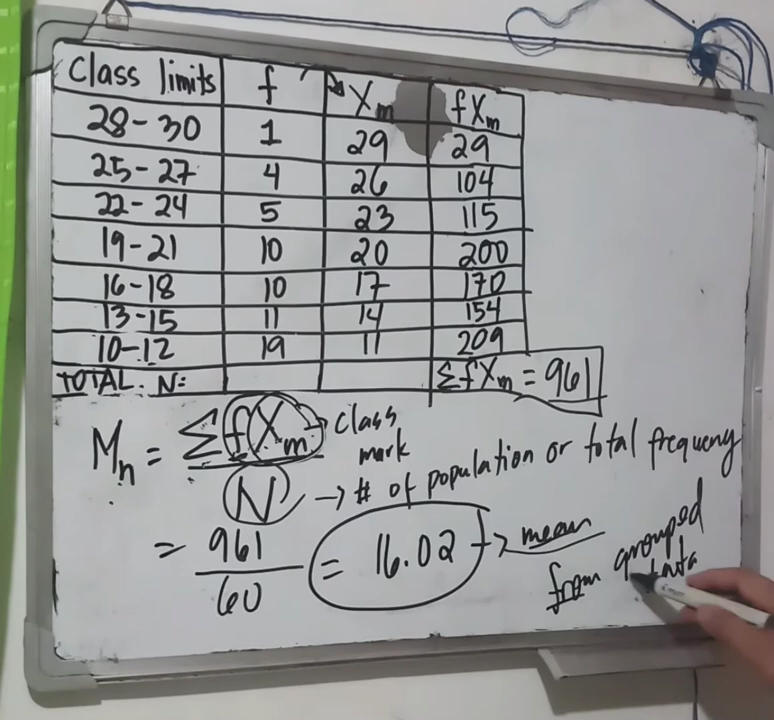 Class limits f Xm fXm
28-30 1 29 29
25-27 4 26 104
22-24 5 23 115
19-21 10 20 200
16-18 10 17 170
13-15 11 14 154
10-12 19 11 209
TOTAL. N= ΣfXm = 961
Mn = ΣfXm → class mark
N → # of population or total frequency
= 961/60 = 16.02 → mean
from grouped data